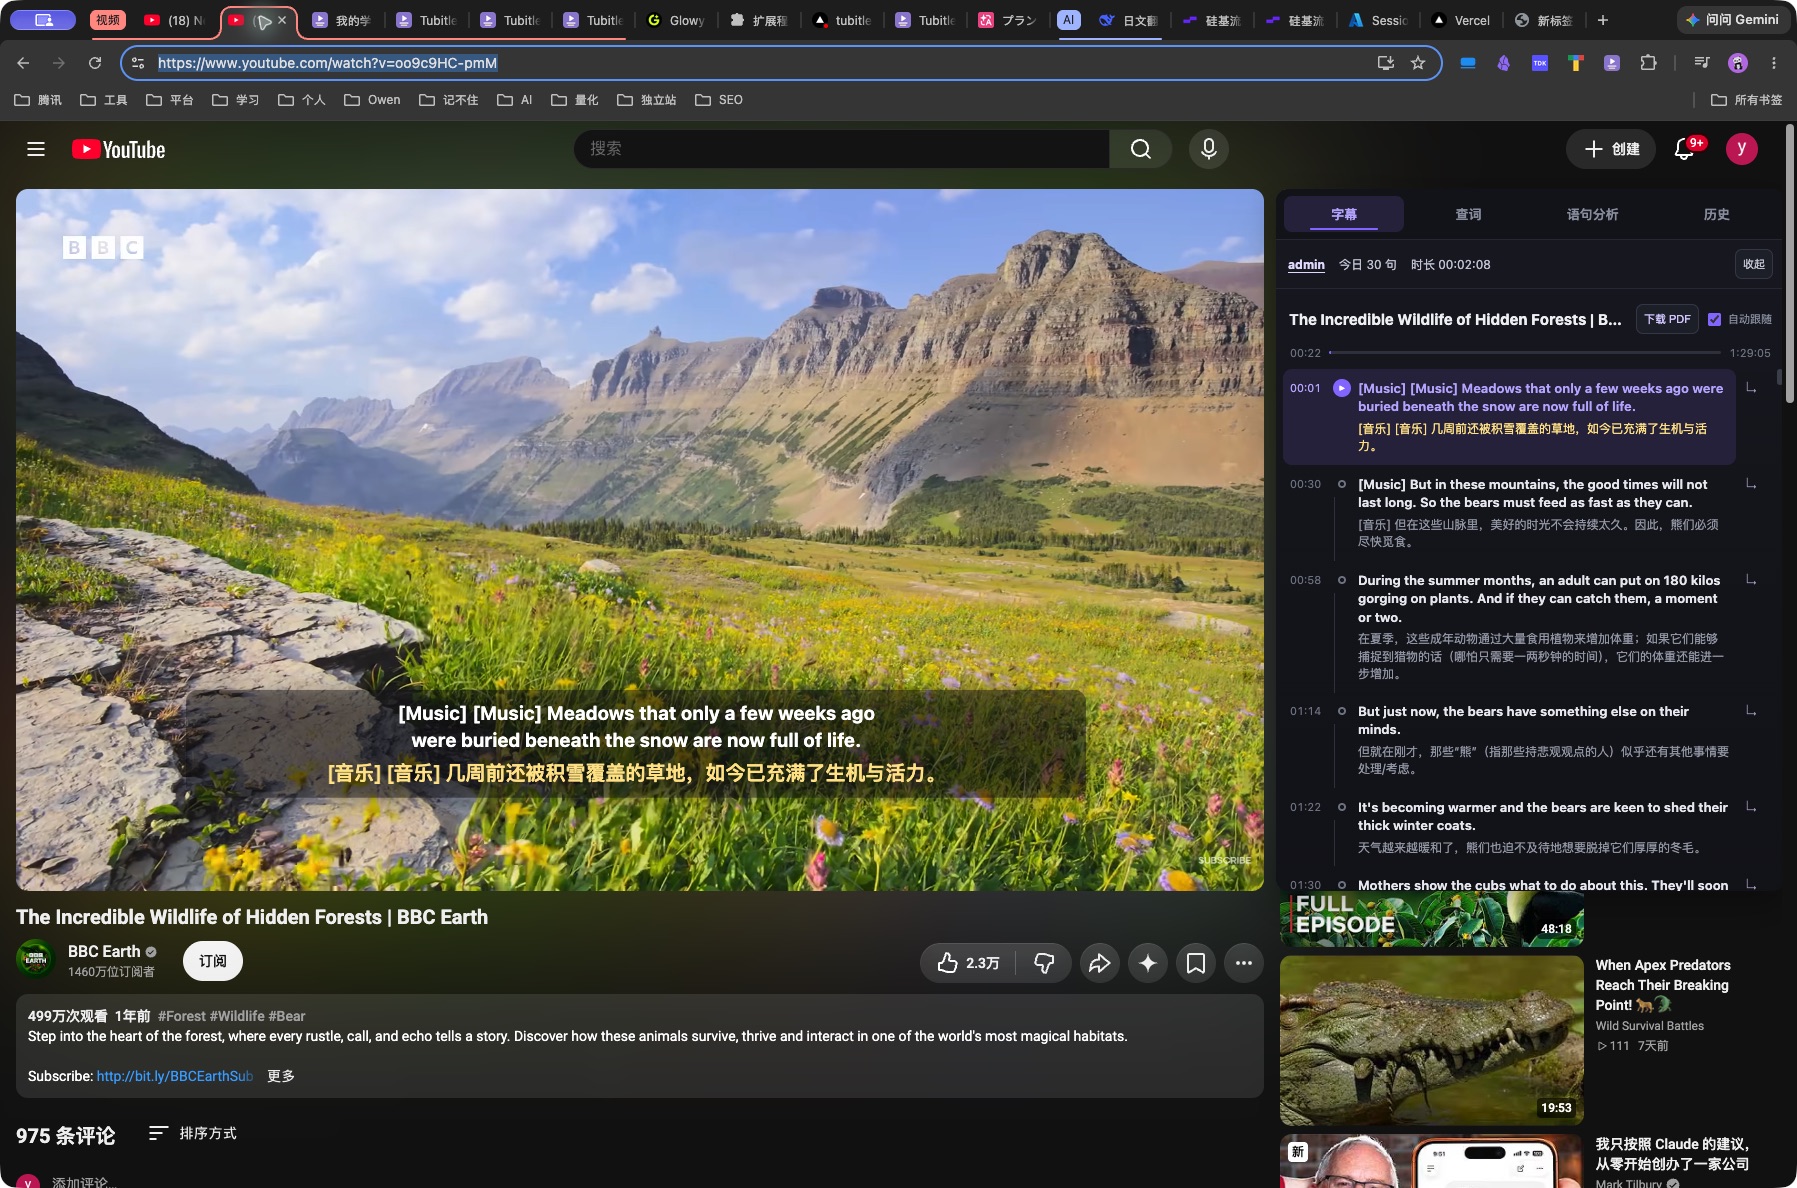 视频
(18) N
我的学
Tubitle
Tubitle
Tubitle
Glowy
扩展程
tubitle
Tubitle
プラン
AI
日文翻
硅基流
硅基流
Sessic
Vercel
新标签
问问 Gemini
https://www.youtube.com/watch?v=oo9c9HC-pmM
TDK
腾讯
工具
平台
学习
个人
Owen
记不住
AI
量化
独立站
SEO
所有书签
YouTube
搜索
创建
9+
y
BBC
字幕
查词
语句分析
历史
admin
今日 30 句
时长 00:02:08
收起
The Incredible Wildlife of Hidden Forests | B...
下载 PDF
自动跟随
00:22
1:29:05
00:01
[Music] [Music] Meadows that only a few weeks ago were
buried beneath the snow are now full of life.
[音乐] [音乐] 几周前还被积雪覆盖的草地，如今已充满了生机与活
力。
00:30
[Music] But in these mountains, the good times will not
last long. So the bears must feed as fast as they can.
[音乐] 但在这些山脉里，美好的时光不会持续太久。因此，熊们必须
尽快觅食。
00:58
During the summer months, an adult can put on 180 kilos
gorging on plants. And if they can catch them, a moment
or two.
在夏季，这些成年动物通过大量食用植物来增加体重；如果它们能够
捕捉到猎物的话（哪怕只需要一两秒钟的时间），它们的体重还能进一
步增加。
01:14
But just now, the bears have something else on their
minds.
但就在刚才，那些“熊”（指那些持悲观观点的人）似乎还有其他事情要
处理/考虑。
01:22
It's becoming warmer and the bears are keen to shed their
thick winter coats.
天气越来越暖和了，熊们也迫不及待地想要脱掉它们厚厚的冬毛。
01:30
Mothers show the cubs what to do about this. They'll soon
[Music] [Music] Meadows that only a few weeks ago
were buried beneath the snow are now full of life.
[音乐] [音乐] 几周前还被积雪覆盖的草地，如今已充满了生机与活力。
SUBSCRIBE
The Incredible Wildlife of Hidden Forests | BBC Earth
BBC EARTH
BBC Earth
1460万位订阅者
订阅
2.3万
499万次观看 1年前 #Forest #Wildlife #Bear
Step into the heart of the forest, where every rustle, call, and echo tells a story. Discover how these animals survive, thrive and interact in one of the world's most magical habitats.
Subscribe: http://bit.ly/BBCEarthSub
更多
975 条评论
排序方式
y
添加评论...
FULL
EPISODE
48:18
19:53
When Apex Predators
Reach Their Breaking
Point! 🐆🐊
Wild Survival Battles
111 7天前
新
9:51
我只按照 Claude 的建议，
从零开始创办了一家公司
Mark Tilbury